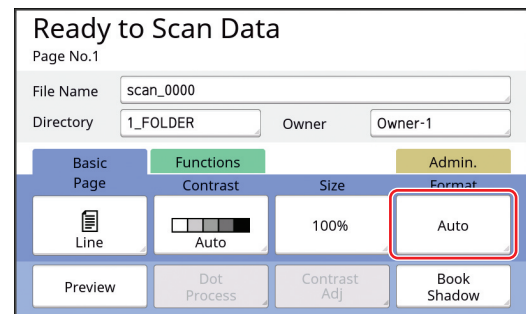 Ready to Scan Data
Page No.1
File Name scan_0000
Directory 1_FOLDER Owner Owner-1
Basic Functions Admin.
Page Contrast Size Format
Line Auto 100% Auto
Preview Dot Process Contrast Adj Book Shadow